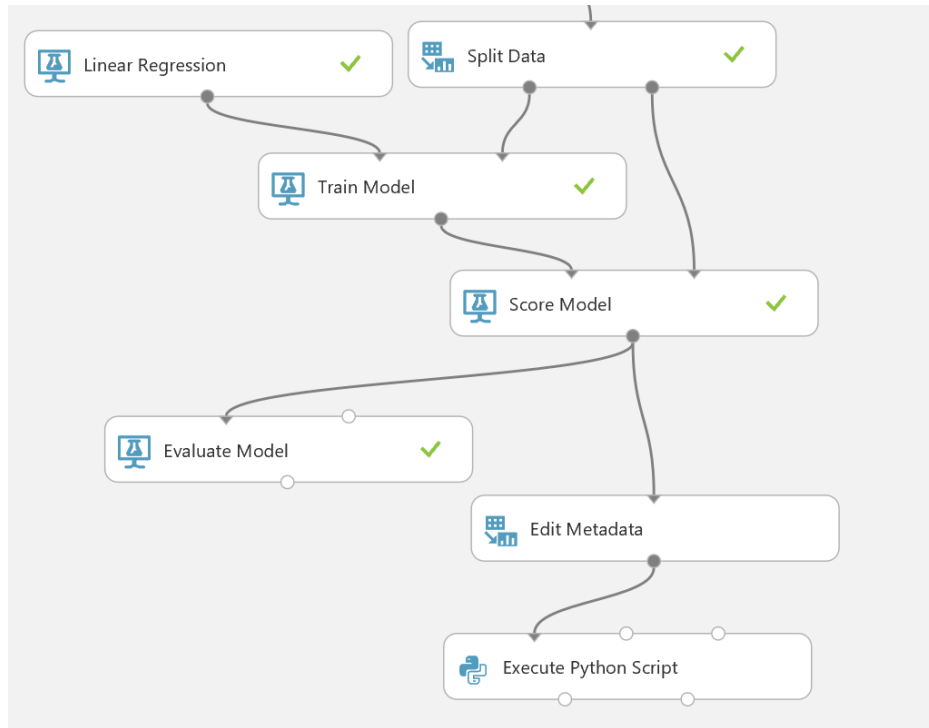 Linear Regression
Split Data
Train Model
Score Model
Evaluate Model
Edit Metadata
Execute Python Script